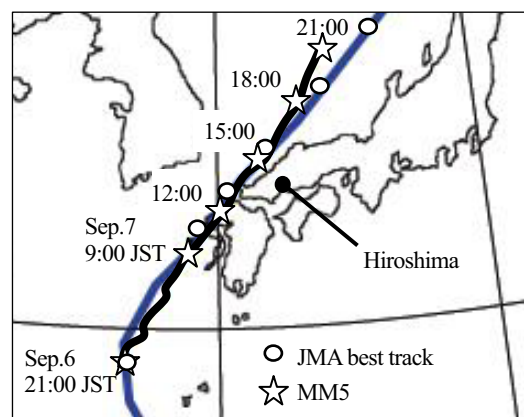 21:00
18:00
15:00
12:00
Sep.7
9:00 JST
Hiroshima
Sep.6
21:00 JST
JMA best track
MM5